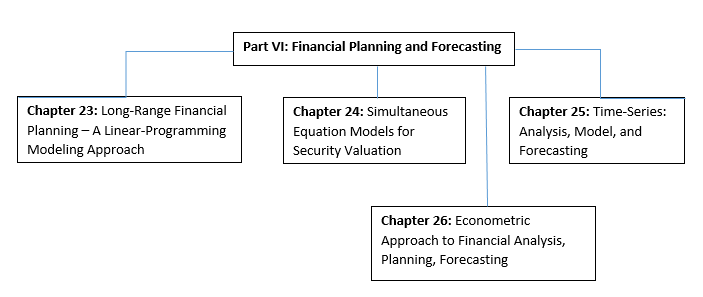 Part VI: Financial Planning and Forecasting
Chapter 23: Long-Range Financial
Planning – A Linear-Programming
Modeling Approach
Chapter 24: Simultaneous
Equation Models for
Security Valuation
Chapter 25: Time-Series:
Analysis, Model, and
Forecasting
Chapter 26: Econometric
Approach to Financial Analysis,
Planning, Forecasting